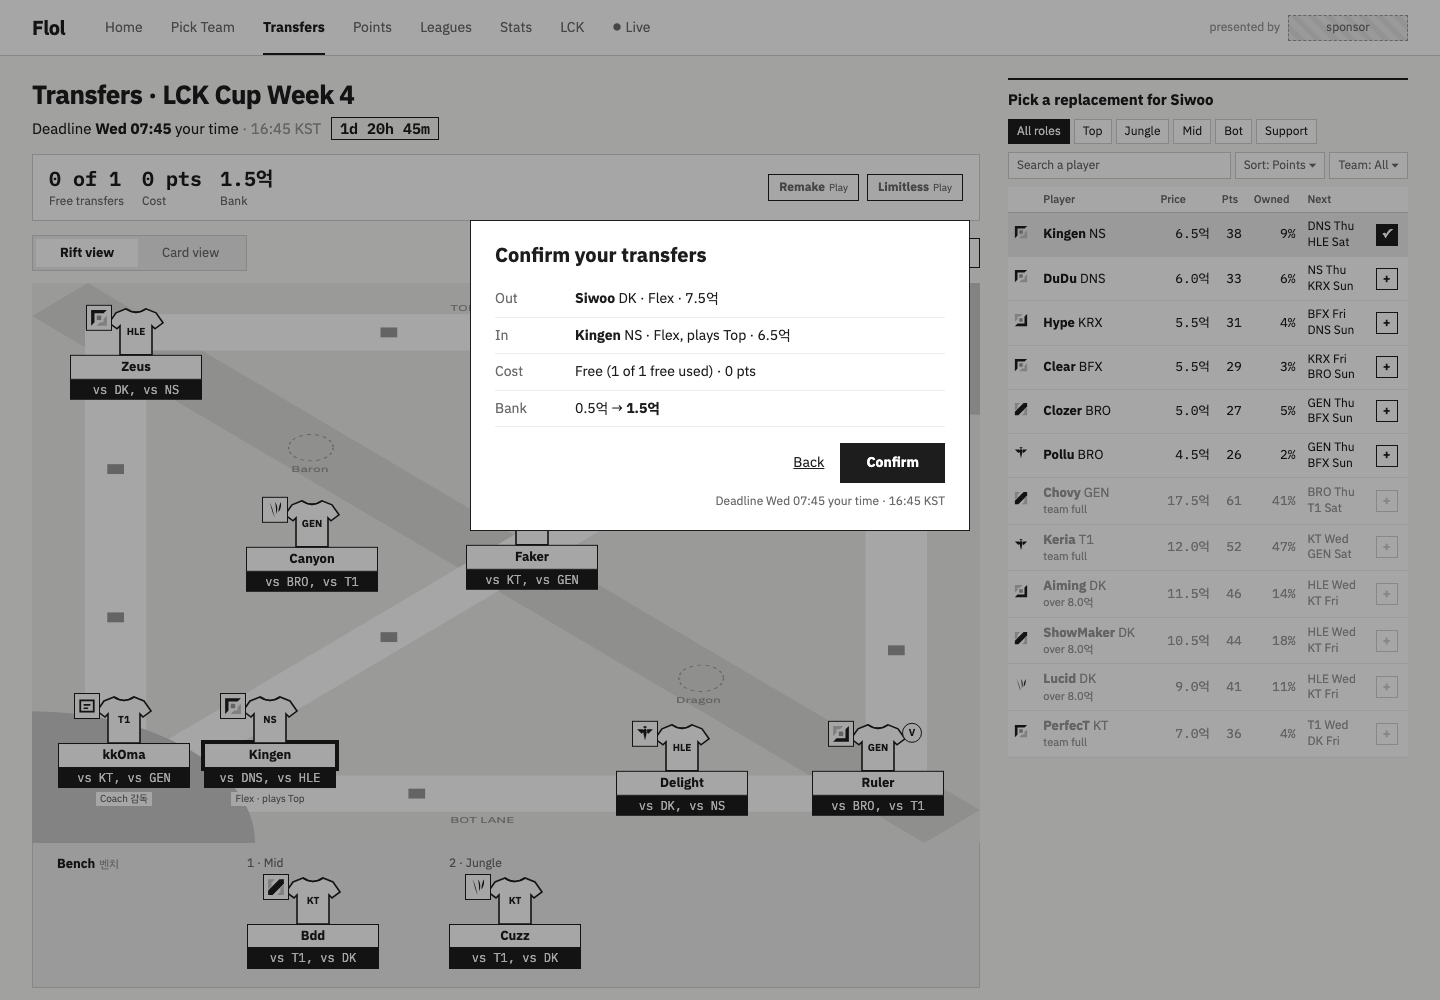 Flol
Home
Pick Team
Transfers
Points
Leagues
Stats
LCK
Live
presented by
sponsor
Transfers · LCK Cup Week 4
Deadline Wed 07:45 your time · 16:45 KST 1d 20h 45m
0 of 1
Free transfers
0 pts
Cost
1.5억
Bank
Remake Play
Limitless Play
Rift view
Card view
HLE
Zeus
vs DK, vs NS
Baron
GEN
Canyon
vs BRO, vs T1
Faker
vs KT, vs GEN
Dragon
T1
kkOma
vs KT, vs GEN
Coach 감독
NS
Kingen
vs DNS, vs HLE
Flex · plays Top
HLE
Delight
vs DK, vs NS
GEN
V
Ruler
vs BRO, vs T1
BOT LANE
Bench 벤치
1 · Mid
KT
Bdd
vs T1, vs DK
2 · Jungle
KT
Cuzz
vs T1, vs DK
Confirm your transfers
Out Siwoo DK · Flex · 7.5억
In Kingen NS · Flex, plays Top · 6.5억
Cost Free (1 of 1 free used) · 0 pts
Bank 0.5억 → 1.5억
Back
Confirm
Deadline Wed 07:45 your time · 16:45 KST
Pick a replacement for Siwoo
All roles
Top
Jungle
Mid
Bot
Support
Search a player
Sort: Points
Team: All
Player Price Pts Owned Next
Kingen NS 6.5억 38 9% DNS Thu
HLE Sat
DuDu DNS 6.0억 33 6% NS Thu
KRX Sun
Hype KRX 5.5억 31 4% BFX Fri
DNS Sun
Clear BFX 5.5억 29 3% KRX Fri
BRO Sun
Clozer BRO 5.0억 27 5% GEN Thu
BFX Sun
Pollu BRO 4.5억 26 2% GEN Thu
BFX Sun
Chovy GEN 17.5억 61 41% BRO Thu
team full T1 Sat
Keria T1 12.0억 52 47% KT Wed
team full GEN Sat
Aiming DK 11.5억 46 14% HLE Wed
over 8.0억 KT Fri
ShowMaker DK 10.5억 44 18% HLE Wed
over 8.0억 KT Fri
Lucid DK 9.0억 41 11% HLE Wed
over 8.0억 KT Fri
PerfecT KT 7.0억 36 4% T1 Wed
team full DK Fri